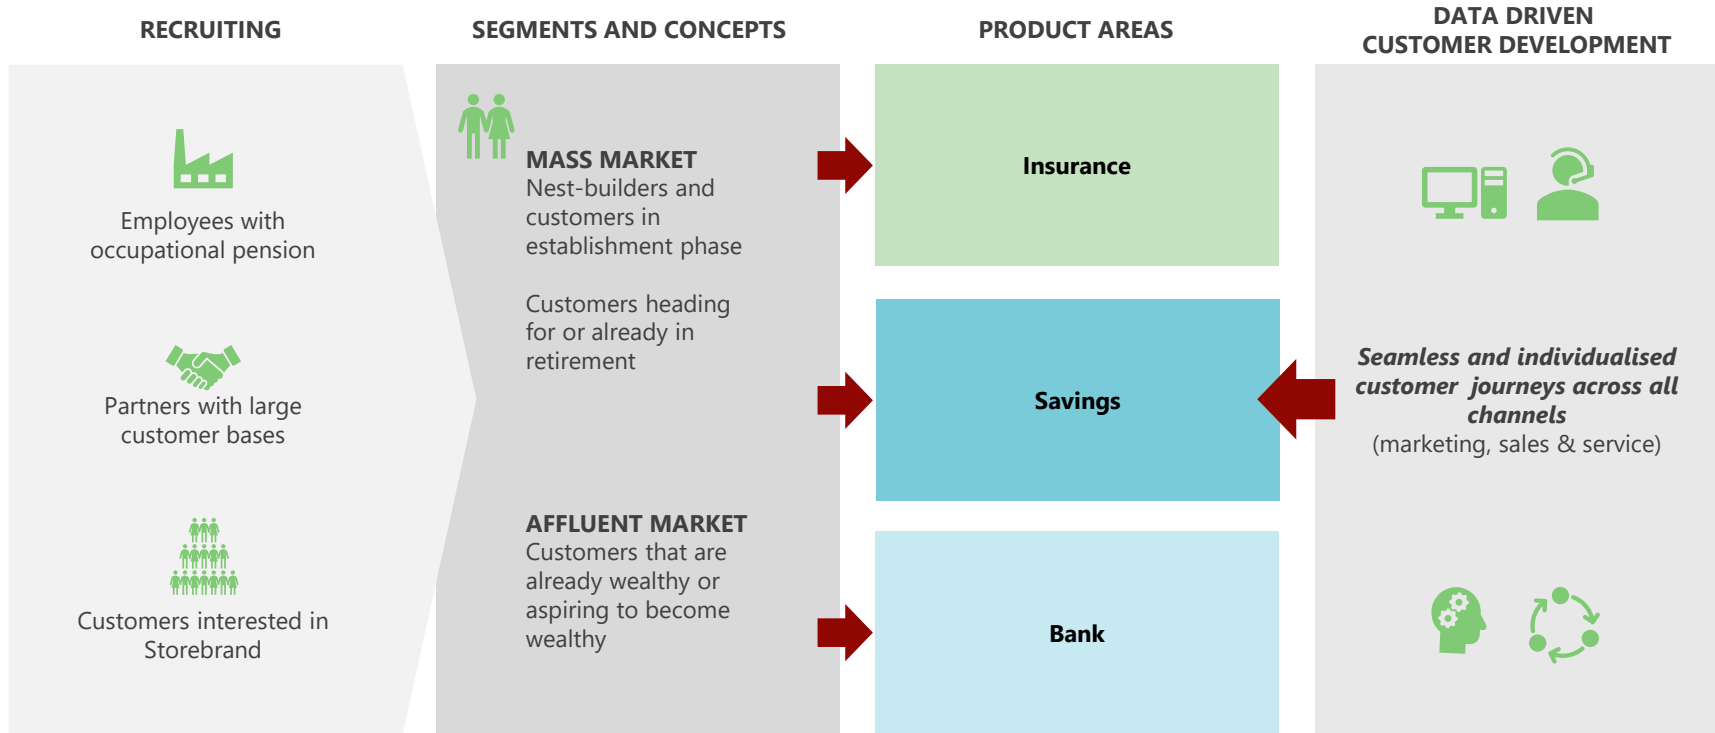 RECRUITING
Employees with
occupational pension
Partners with large
customer bases
Customers interested in
Storebrand
SEGMENTS AND CONCEPTS
MASS MARKET
Nest-builders and
customers in
establishment phase
Customers heading
for or already in
retirement
AFFLUENT MARKET
Customers that are
already wealthy or
aspiring to become
wealthy
PRODUCT AREAS
Insurance
Savings
Bank
DATA DRIVEN
CUSTOMER DEVELOPMENT
Seamless and individualised
customer journeys across all
channels
(marketing, sales & service)